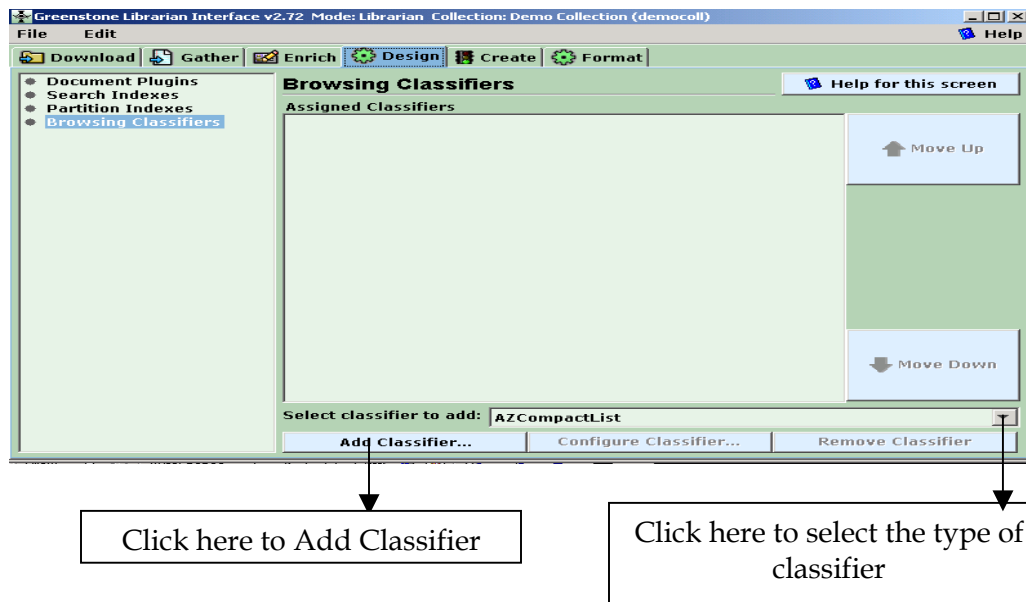 Greenstone Librarian Interface v2.72 Mode: Librarian Collection: Demo Collection (democoll)
File Edit Help
Download Gather Enrich Design Create Format
Document Plugins
Search Indexes
Partition Indexes
Browsing Classifiers
Browsing Classifiers
Help for this screen
Assigned Classifiers
Move Up
Move Down
Select classifier to add: AZCompactList
Add Classifier... Configure Classifier... Remove Classifier
Click here to Add Classifier
Click here to select the type of
classifier